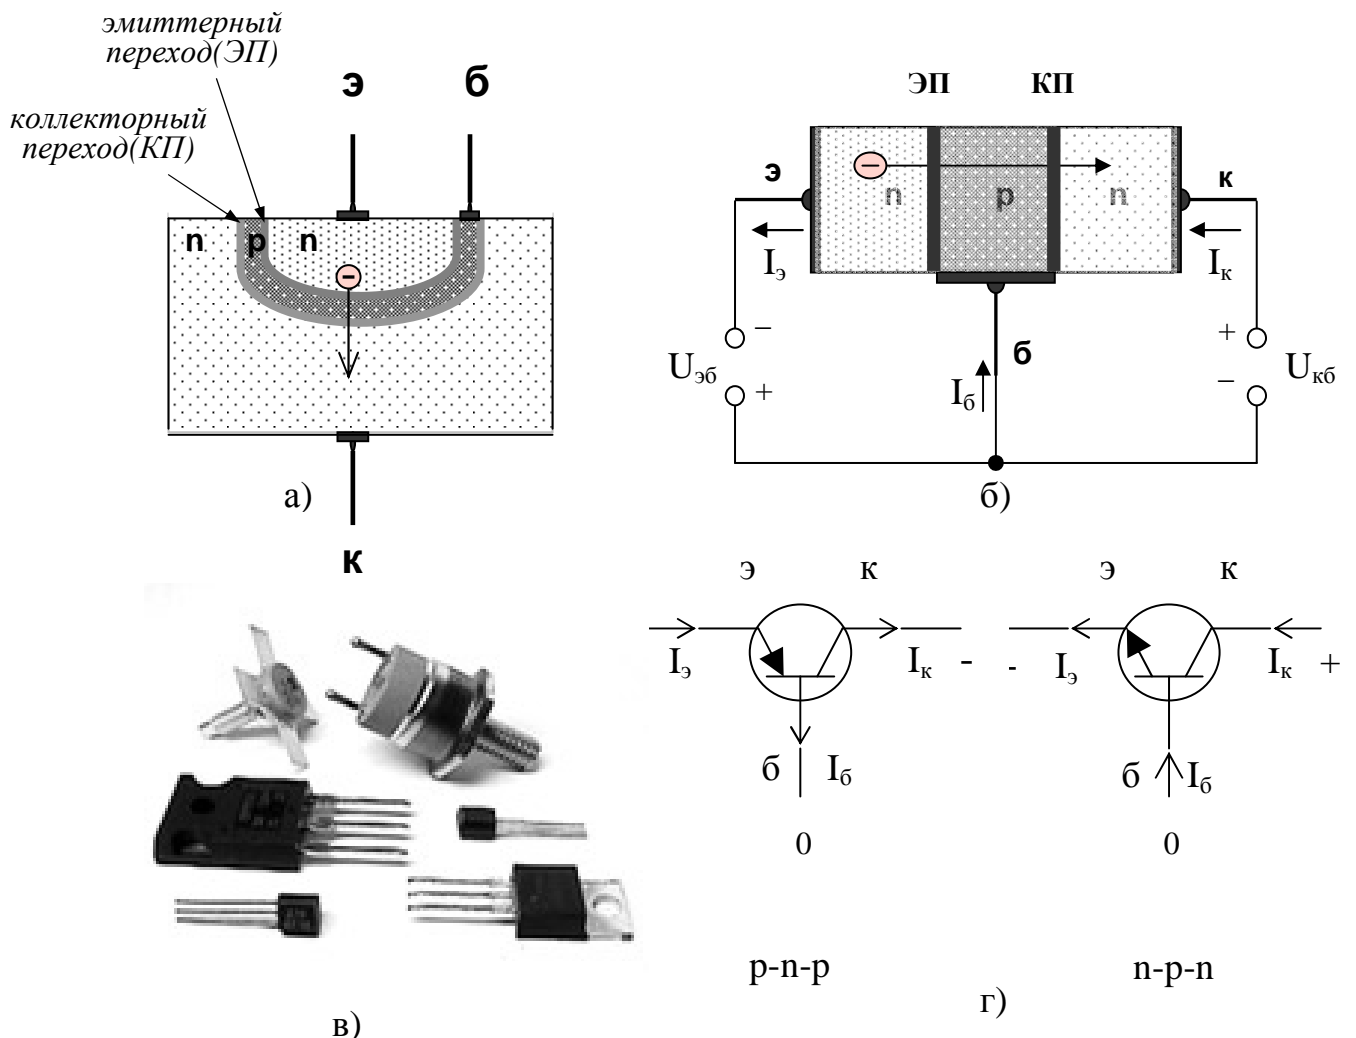 эмиттерный
переход(ЭП)
коллекторный
переход(КП)
э б
n p n
−
к
а)
ЭП КП
− n p n
э к
Iэ Iк
− +
Uэб б Uкб
+ Iб −
б)
в)
э к
Iэ Iк -
б Iб
0
p-n-p
э к
- Iэ Iк +
б Iб
0
n-p-n
г)